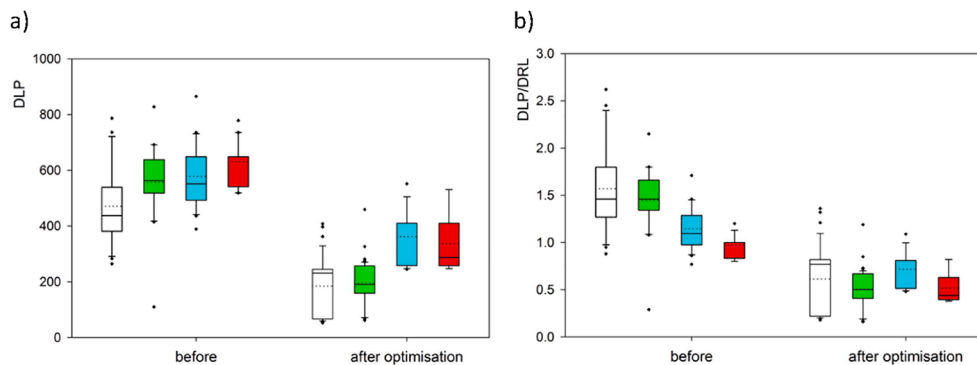 a)
DLP
1000
800
600
400
200
0
before
after optimisation
b)
DLP/DRL
3.0
2.5
2.0
1.5
1.0
0.5
0.0
before
after optimisation